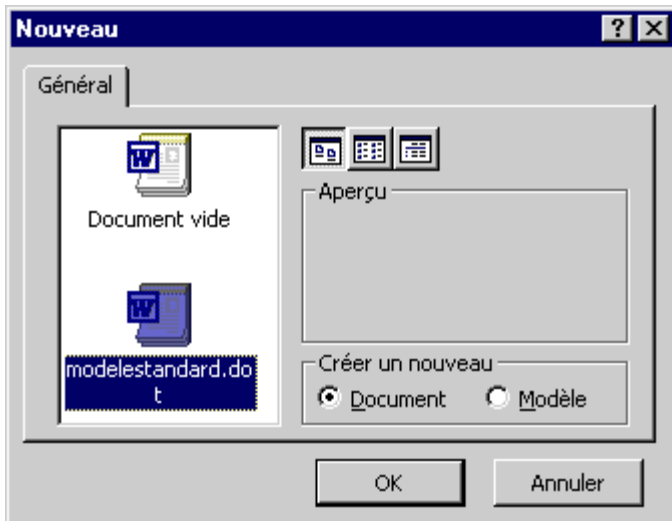 Nouveau
Général
Document vide
modelestandard.do
t
Aperçu
Créer un nouveau
Document
Modèle
OK
Annuler